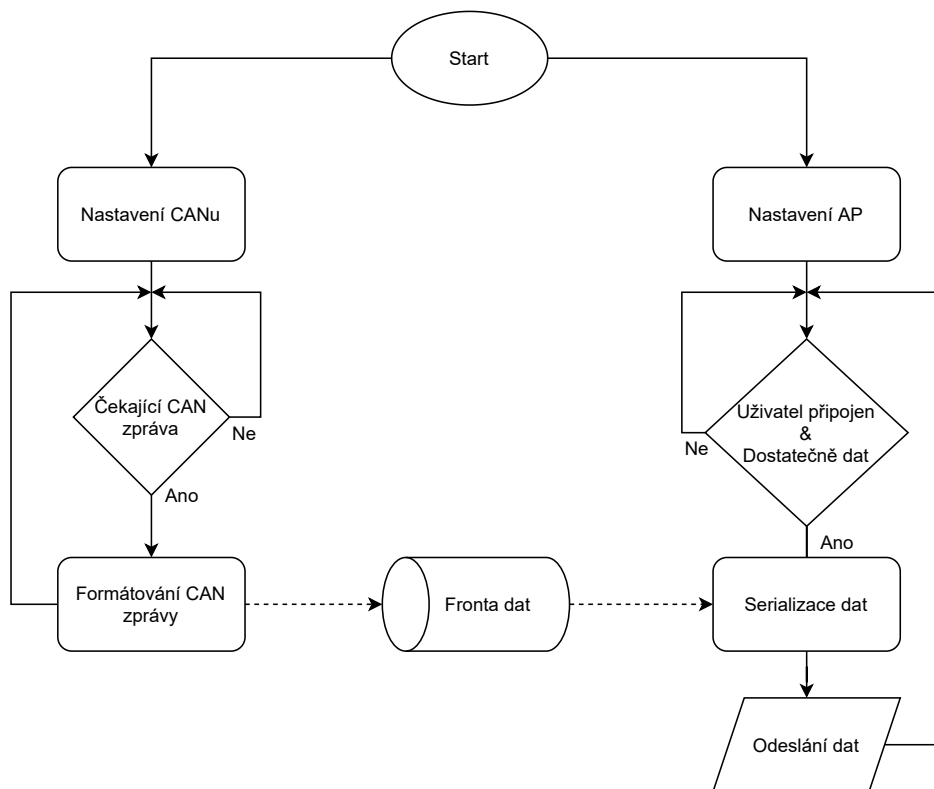 Start
Nastavení CANu
Nastavení AP
Čekající CAN
zpráva
Ne
Ano
Uživatel připojen
&
Dostatečně dat
Ne
Ano
Formátování CAN
zprávy
Fronta dat
Serializace dat
Odeslání dat